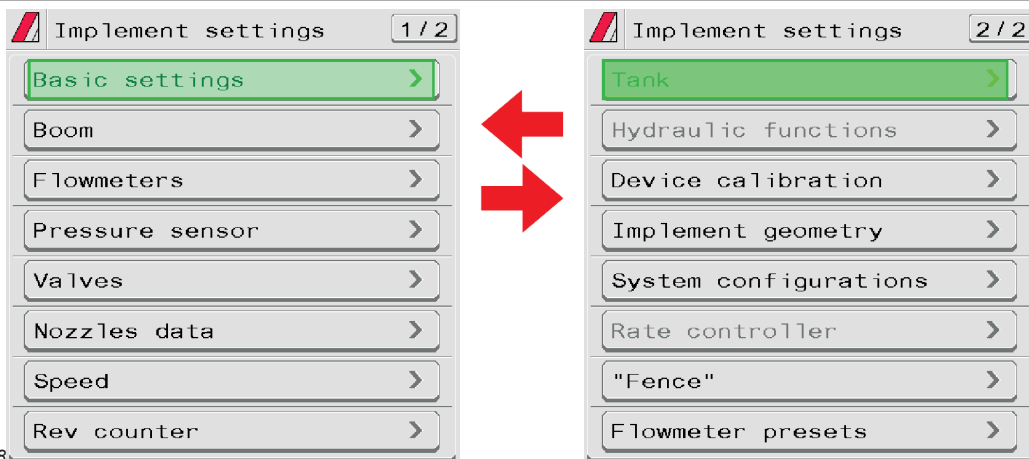 Implement settings 1/2
Basic settings
Boom
Flowmeters
Pressure sensor
Valves
Nozzles data
Speed
Rev counter
8
Implement settings 2/2
Tank
Hydraulic functions
Device calibration
Implement geometry
System configurations
Rate controller
"Fence"
Flowmeter presets